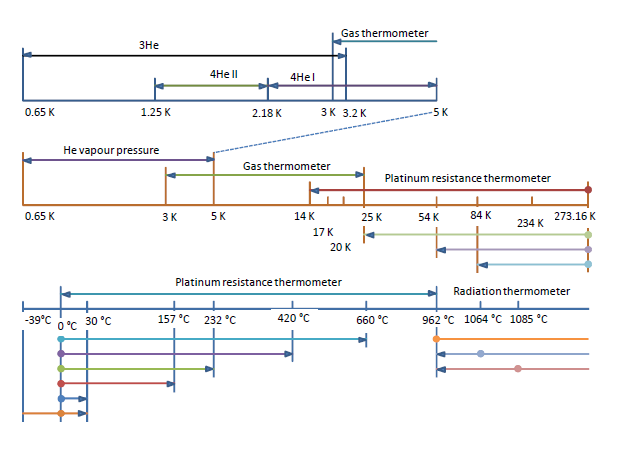 Gas thermometer
3He
4He II
4He I
0.65 K
1.25 K
2.18 K
3 K
3.2 K
5 K
He vapour pressure
Gas thermometer
Platinum resistance thermometer
0.65 K
3 K
5 K
14 K
25 K
54 K
84 K
234 K
273.16 K
17 K
20 K
Platinum resistance thermometer
Radiation thermometer
-39°C
0 °C
30 °C
157 °C
232 °C
420 °C
660 °C
962 °C
1064 °C
1085 °C